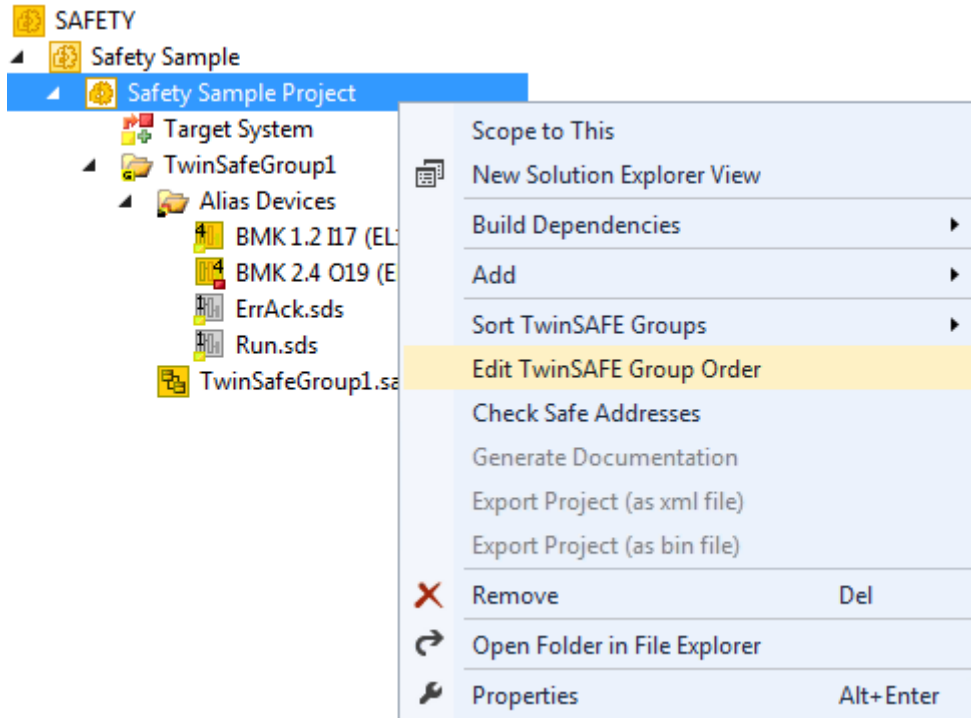 SAFETY
Safety Sample
Safety Sample Project
Target System
TwinSafeGroup1
Alias Devices
BMK 1.2 I17 (EL
BMK 2.4 O19 (E
ErrAck.sds
Run.sds
TwinSafeGroup1.sa
Scope to This
New Solution Explorer View
Build Dependencies
Add
Sort TwinSAFE Groups
Edit TwinSAFE Group Order
Check Safe Addresses
Generate Documentation
Export Project (as xml file)
Export Project (as bin file)
Remove Del
Open Folder in File Explorer
Properties Alt+Enter